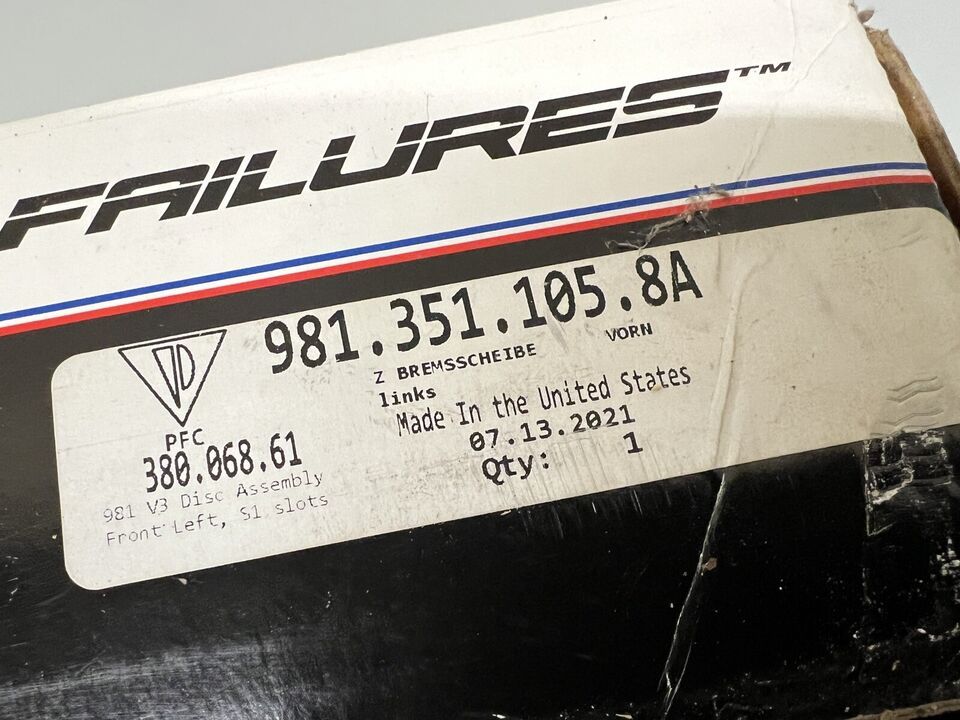 FAILURES™
981.351.105.8A
Z BREMSSCHEIBE VORN
links
Made In the United States
07.13.2021
Qty: 1
PFC
380.068.61
981 V3 Disc Assembly
Front Left, S1 slots